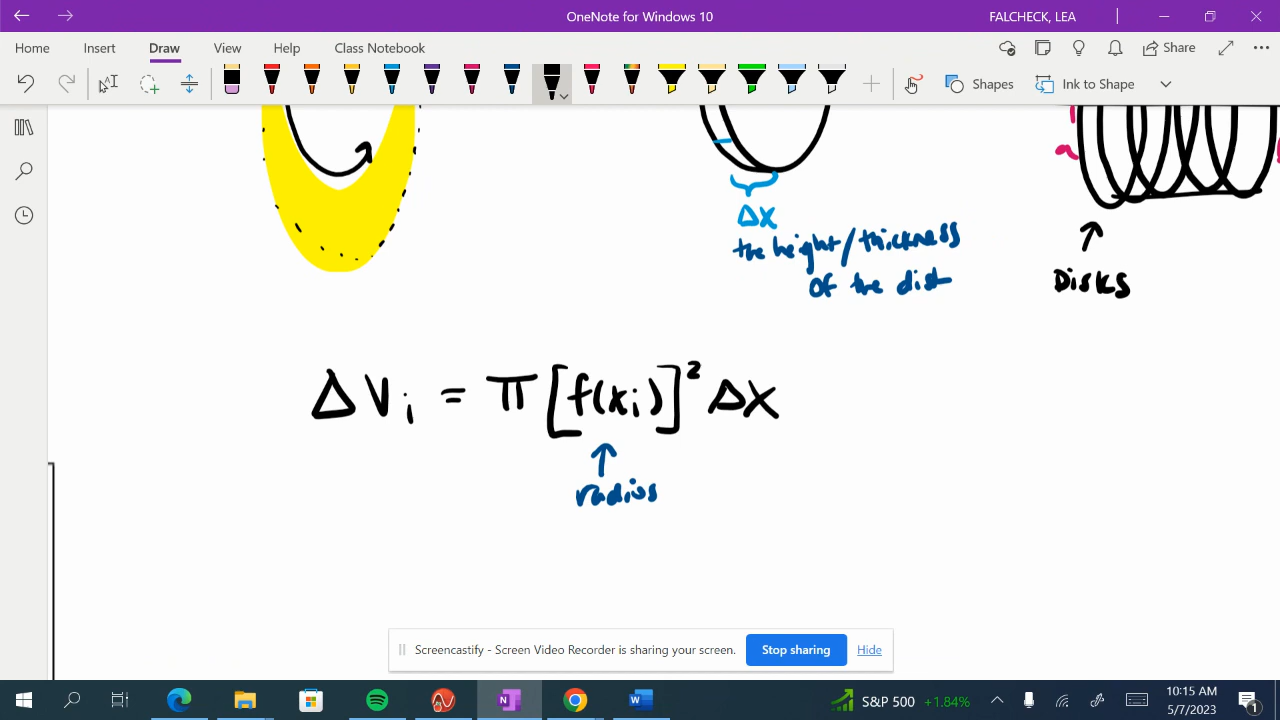 OneNote for Windows 10
FALCHECK, LEA
Home Insert Draw View Help Class Notebook
Share
Shapes
Ink to Shape
a
Δx
the height/thickness
of the dist
Disks
ΔVi = π[f(xi)]² Δx
radius
Screencastify - Screen Video Recorder is sharing your screen.
Stop sharing
Hide
S&P 500 +1.84%
10:15 AM
5/7/2023
1